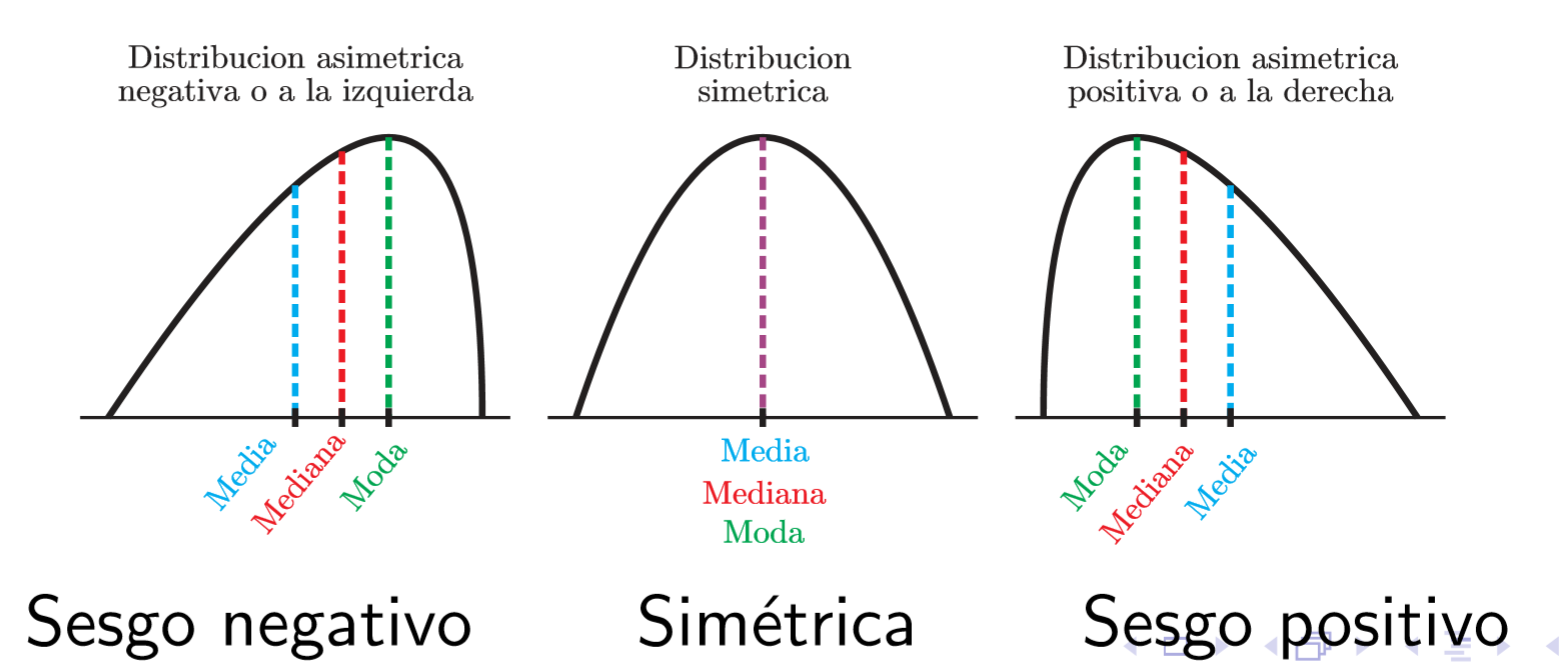 Distribucion asimetrica
negativa o a la izquierda
Distribucion
simetrica
Distribucion asimetrica
positiva o a la derecha
Media
Mediana
Moda
Media
Mediana
Moda
Moda
Mediana
Media
Sesgo negativo
Simétrica
Sesgo positivo